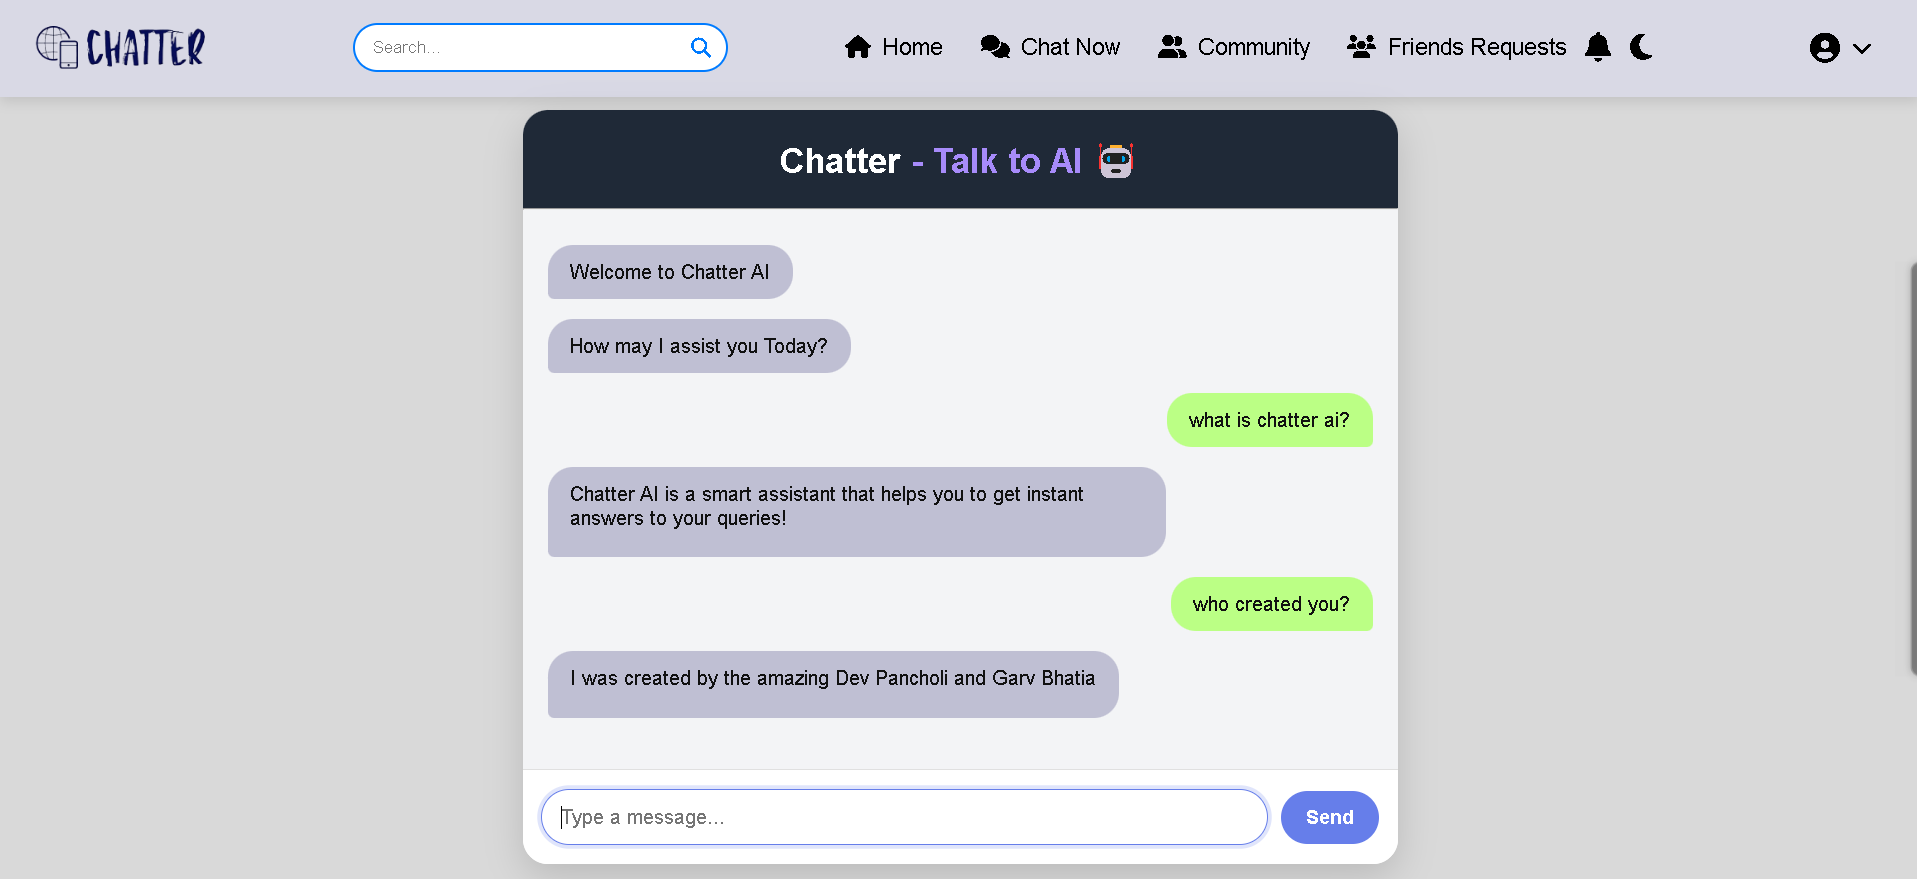 CHATTER
Search...
Home
Chat Now
Community
Friends Requests
Chatter - Talk to AI
Welcome to Chatter AI
How may I assist you Today?
what is chatter ai?
Chatter AI is a smart assistant that helps you to get instant
answers to your queries!
who created you?
I was created by the amazing Dev Pancholi and Garv Bhatia
Type a message...
Send